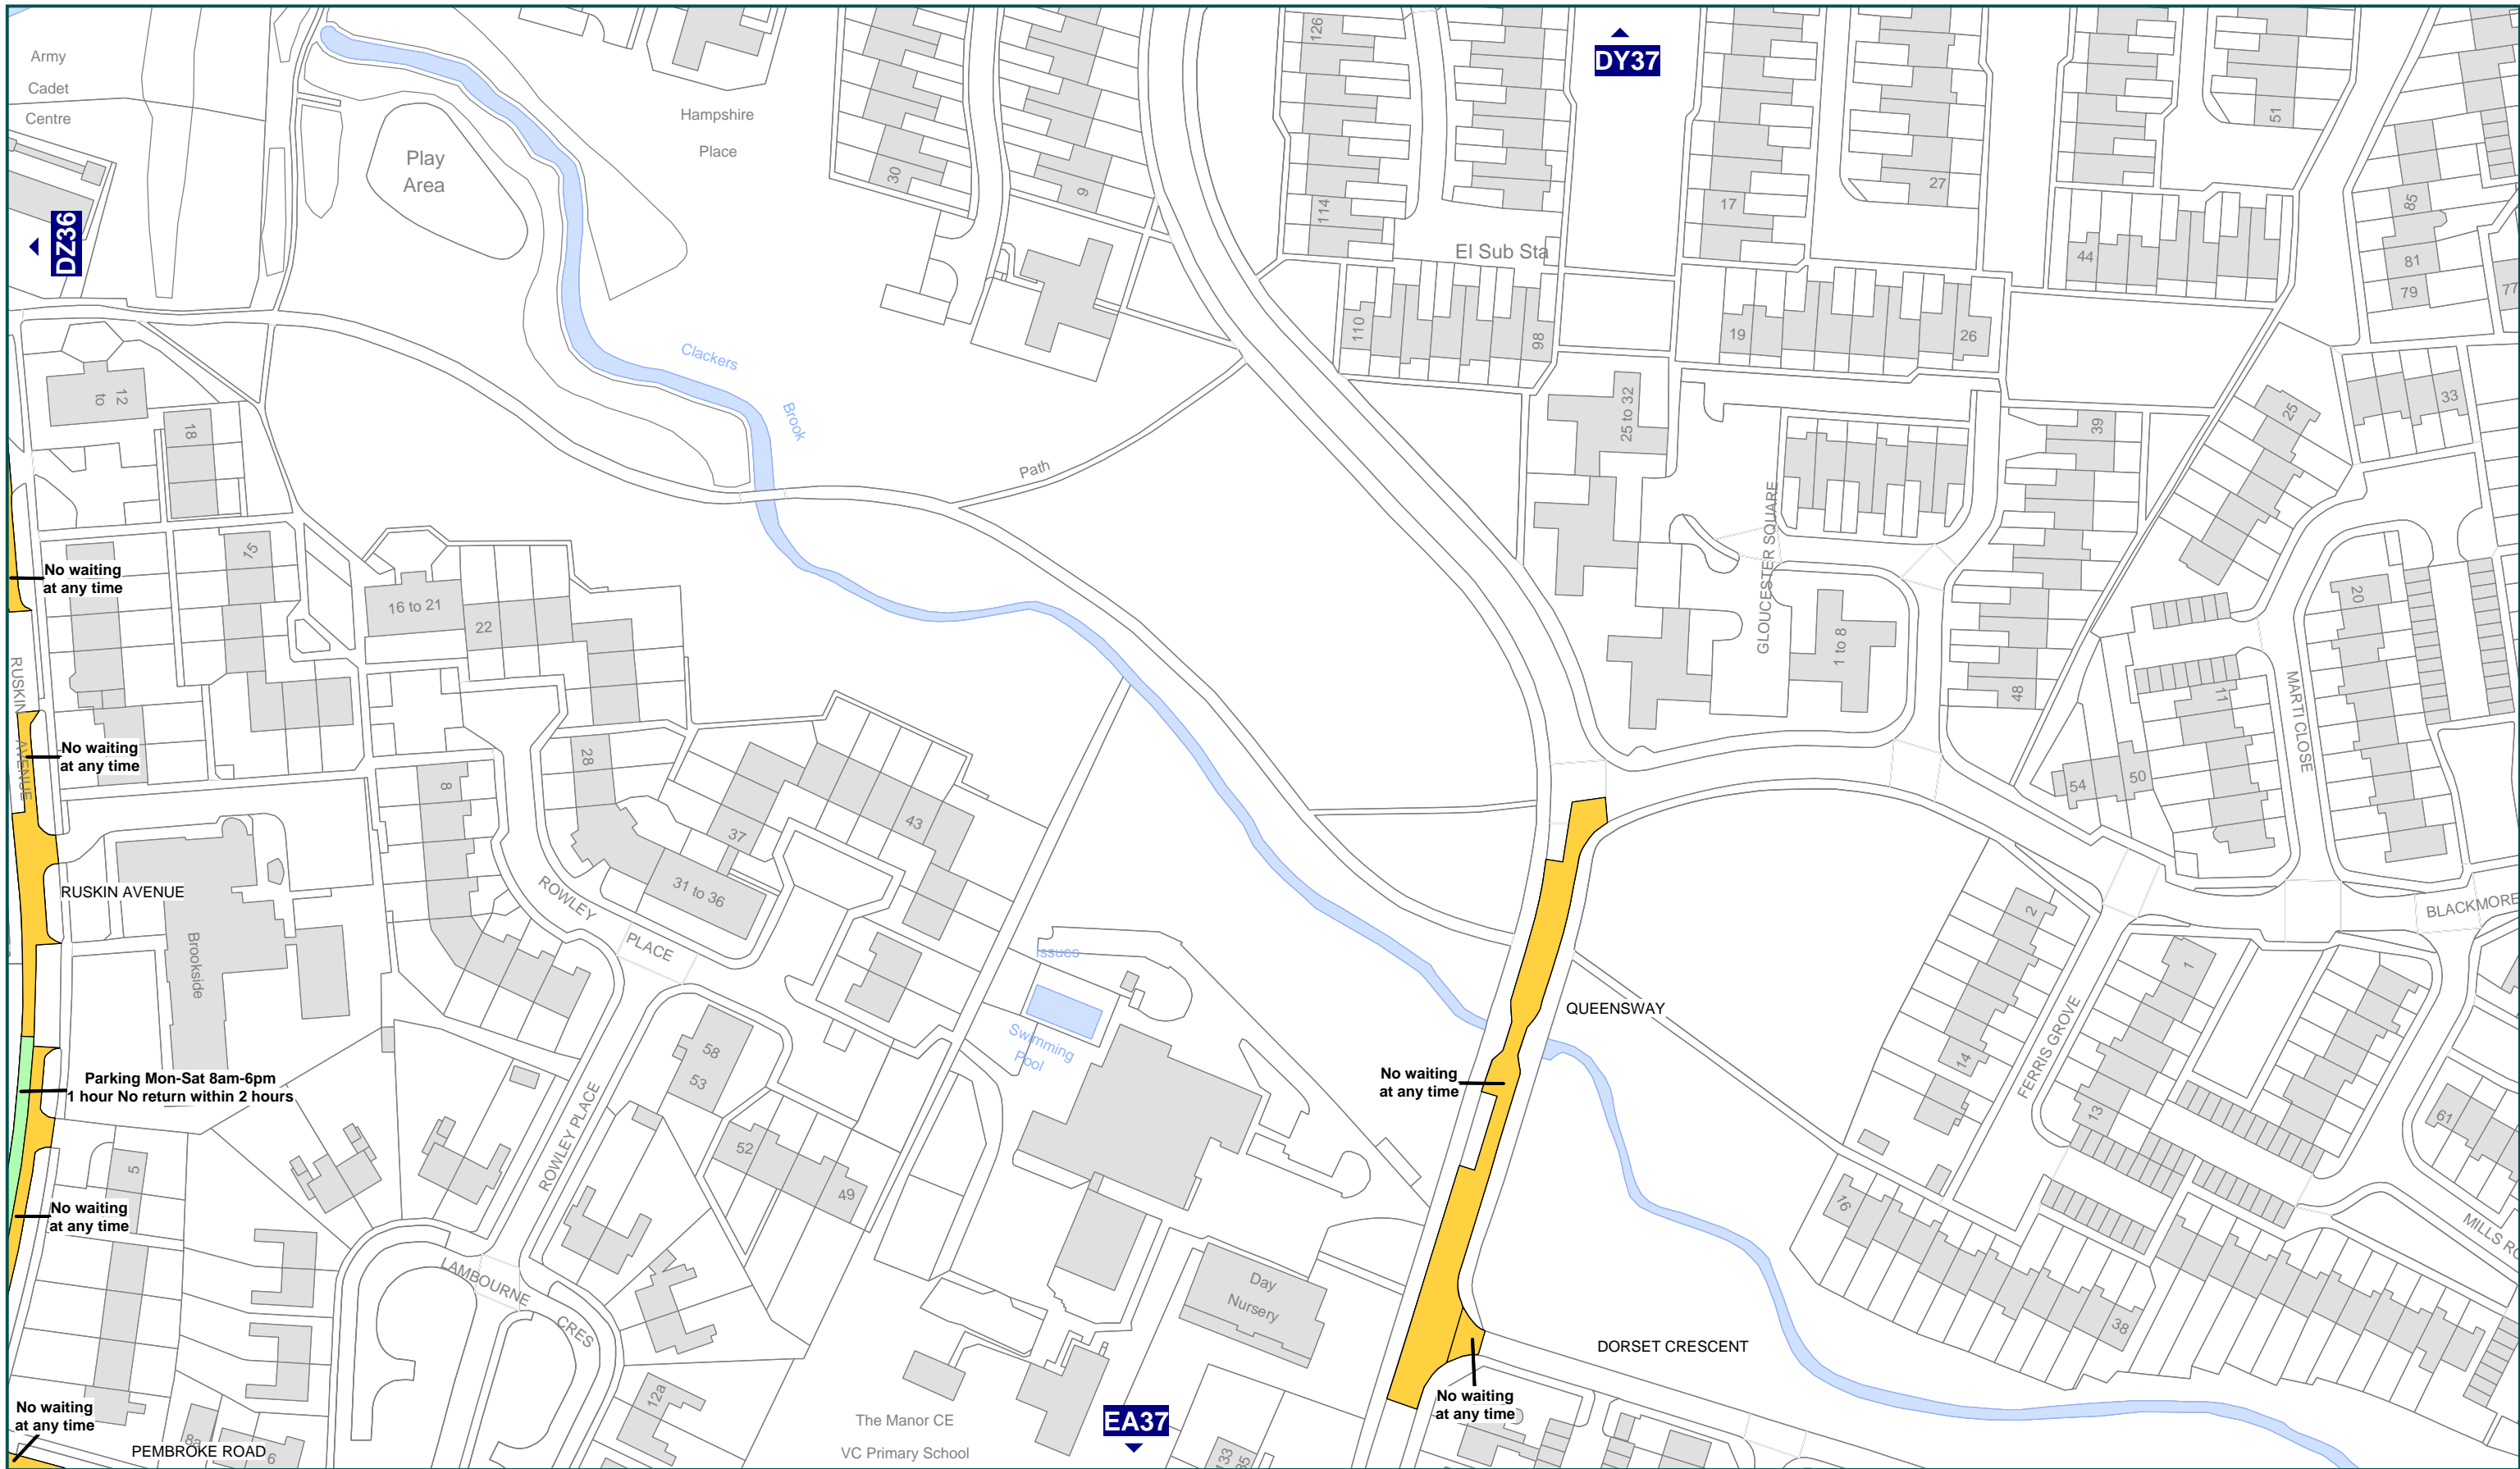 Army
Cadet
Centre
Play
Area
Hampshire
Place
30
9
126
114
DY37
17
27
51
85
81
79
77
44
El Sub Sta
110
98
19
26
DZ36
Clackers
Brook
Path
12
to
18
15
16 to 21
22
25 to 32
GLOUCESTER SQUARE
1 to 8
39
48
25
33
20
11
MARTI CLOSE
54
50
No waiting
at any time
RUSKIN AVENUE
No waiting
at any time
28
8
37
43
31 to 36
ROWLEY
PLACE
RUSKIN AVENUE
Brookside
Issues
Swimming
Pool
QUEENSWAY
No waiting
at any time
2
14
FERRIS GROVE
1
13
BLACKMORE
61
MILLS
Parking Mon-Sat 8am-6pm
1 hour No return within 2 hours
58
53
ROWLEY PLACE
52
49
5
No waiting
at any time
LAMBOURNE
CRES
Day
Nursery
16
38
DORSET CRESCENT
No waiting
at any time
12a
The Manor CE
VC Primary School
EA37
133
No waiting
at any time
PEMBROKE ROAD
8a
6